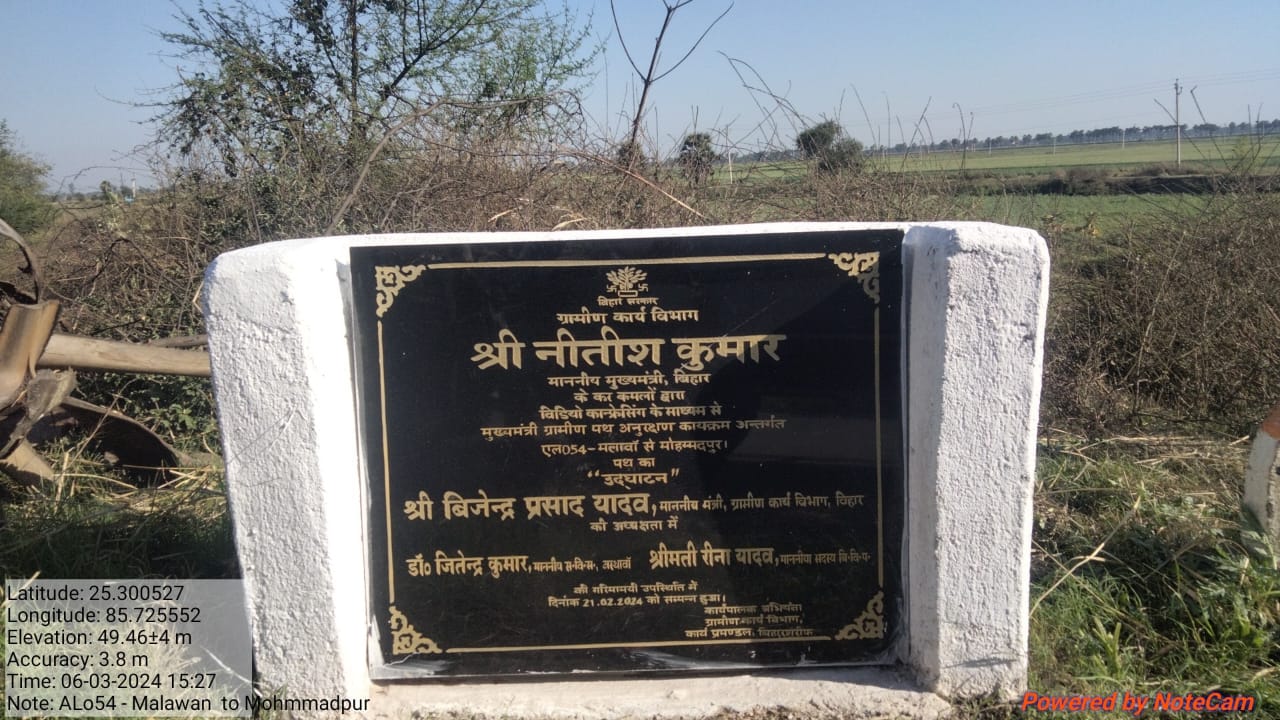 बिहार सरकार
ग्रामीण कार्य विभाग
श्री नीतीश कुमार
माननीय मुख्यमंत्री, बिहार
के कर कमलों द्वारा
विडियो कान्फ्रेसिंग के माध्यम से
मुख्यमंत्री ग्रामीण पथ अनुरक्षण कार्यक्रम अन्तर्गत
एल054-मलावाँ से मोहम्मदपुर।
पथ का
"उद्घाटन"
श्री बिजेन्द्र प्रसाद यादव, माननीय मंत्री, ग्रामीण कार्य विभाग, बिहार
की अध्यक्षता में
डॉ० जितेन्द्र कुमार, माननीय स॰वि॰स॰, अस्थावाँ श्रीमती रीना यादव, माननीया सदस्य बि॰वि॰प॰
की गरिमामयी उपस्थिति में
दिनांक 21.02.2024 को सम्पन्न हुआ।
कार्यपालक अभियंता
ग्रामीण कार्य विभाग,
कार्य प्रमण्डल, बिहारशरीफ
Latitude: 25.300527
Longitude: 85.725552
Elevation: 49.46±4 m
Accuracy: 3.8 m
Time: 06-03-2024 15:27
Note: ALo54 - Malawan to Mohmmadpur
Powered by NoteCam